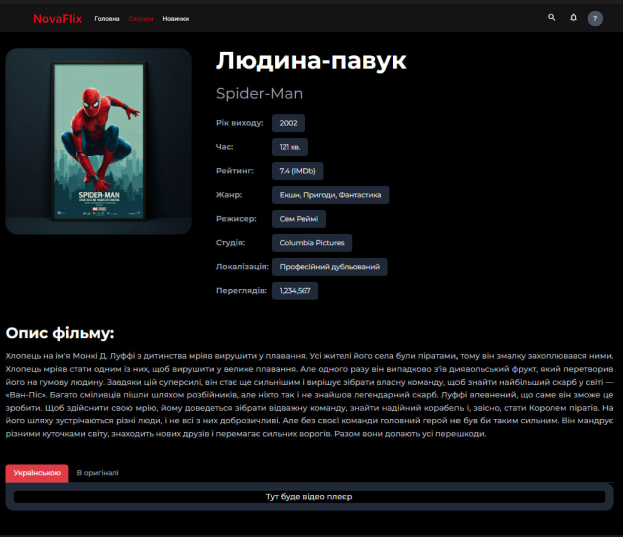 NovaFlix Головна Серіали Новинки ?
Людина-павук
Spider-Man
Рік виходу: 2002
Час: 121 хв.
Рейтинг: 7.4 (IMDb)
Жанр: Екшн, Пригоди, Фантастика
Режисер: Сем Реймі
Студія: Columbia Pictures
Локалізація: Професійний дубльований
Переглядів: 1,234,567
SPIDER-MAN
Опис фільму:
Хлопець на ім'я Монкі Д. Луффі з дитинства мріяв вирушити у плавання. Усі жителі його села були піратами, тому він змалку захоплювався ними.
Хлопець мріяв стати одним із них, щоб вирушити у велике плавання. Але одного разу він випадково з'їв диявольський фрукт, який перетворив
його на гумову людину. Завдяки цій суперсилі, він стає ще сильнішим і вирішує зібрати власну команду, щоб знайти найбільший скарб у світі —
«Ван-Піс». Багато сміливців пішли шляхом розбійників, але ніхто так і не знайшов легендарний скарб. Луффі впевнений, що саме він зможе це
зробити. Щоб здійснити свою мрію, йому доведеться зібрати відважну команду, знайти надійний корабель і, звісно, стати Королем піратів. На
його шляху зустрічаються різні люди, і не всі з них доброзичливі. Але без своєї команди головний герой не був би таким сильним. Він мандрує
різними куточками світу, знаходить нових друзів і перемагає сильних ворогів. Разом вони долають усі перешкоди.
Українською В оригіналі
Тут буде відео плеєр